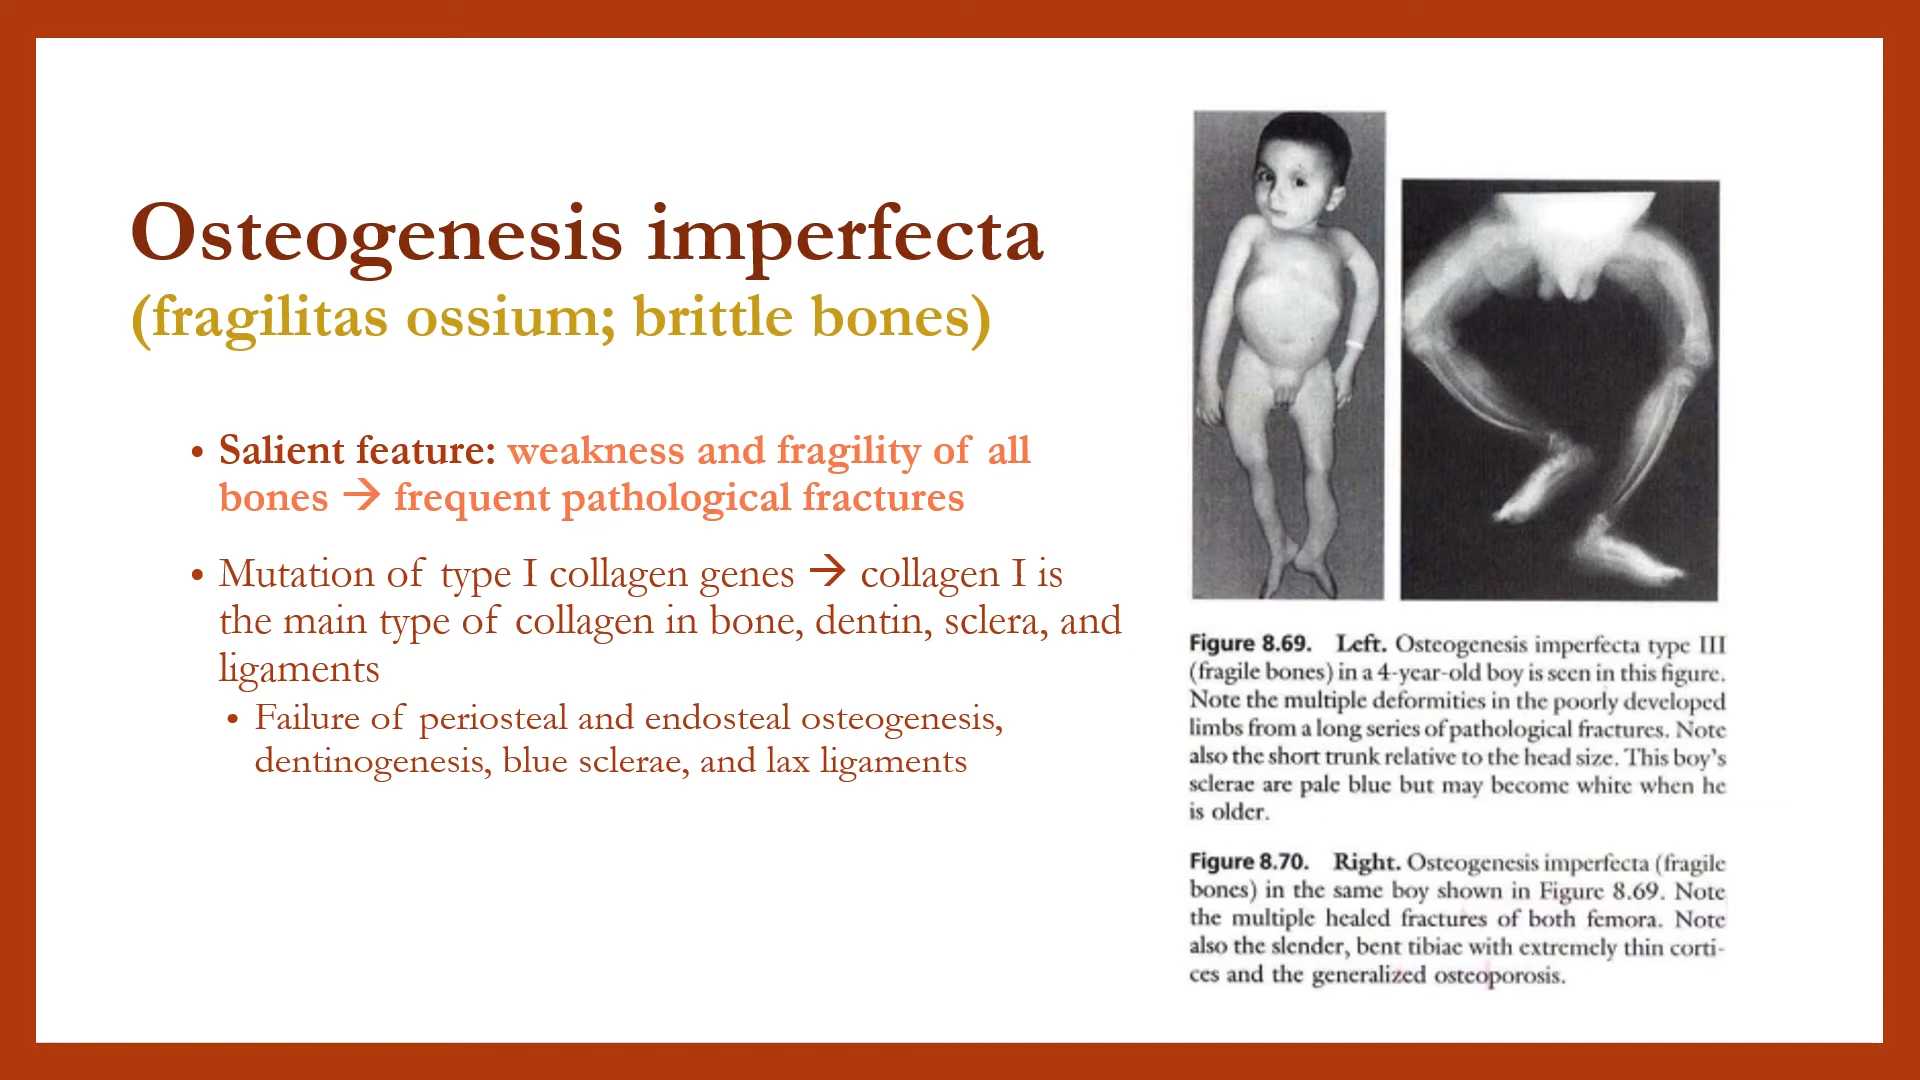 Osteogenesis imperfecta
(fragilitas ossium; brittle bones)
• Salient feature: weakness and fragility of all
bones → frequent pathological fractures
• Mutation of type I collagen genes → collagen I is
the main type of collagen in bone, dentin, sclera, and
ligaments
• Failure of periosteal and endosteal osteogenesis,
dentinogenesis, blue sclerae, and lax ligaments
Figure 8.69. Left. Osteogenesis imperfecta type III
(fragile bones) in a 4-year-old boy is seen in this figure.
Note the multiple deformities in the poorly developed
limbs from a long series of pathological fractures. Note
also the short trunk relative to the head size. This boy's
sclerae are pale blue but may become white when he
is older.
Figure 8.70. Right. Osteogenesis imperfecta (fragile
bones) in the same boy shown in Figure 8.69. Note
the multiple healed fractures of both femora. Note
also the slender, bent tibiae with extremely thin corti-
ces and the generalized osteoporosis.